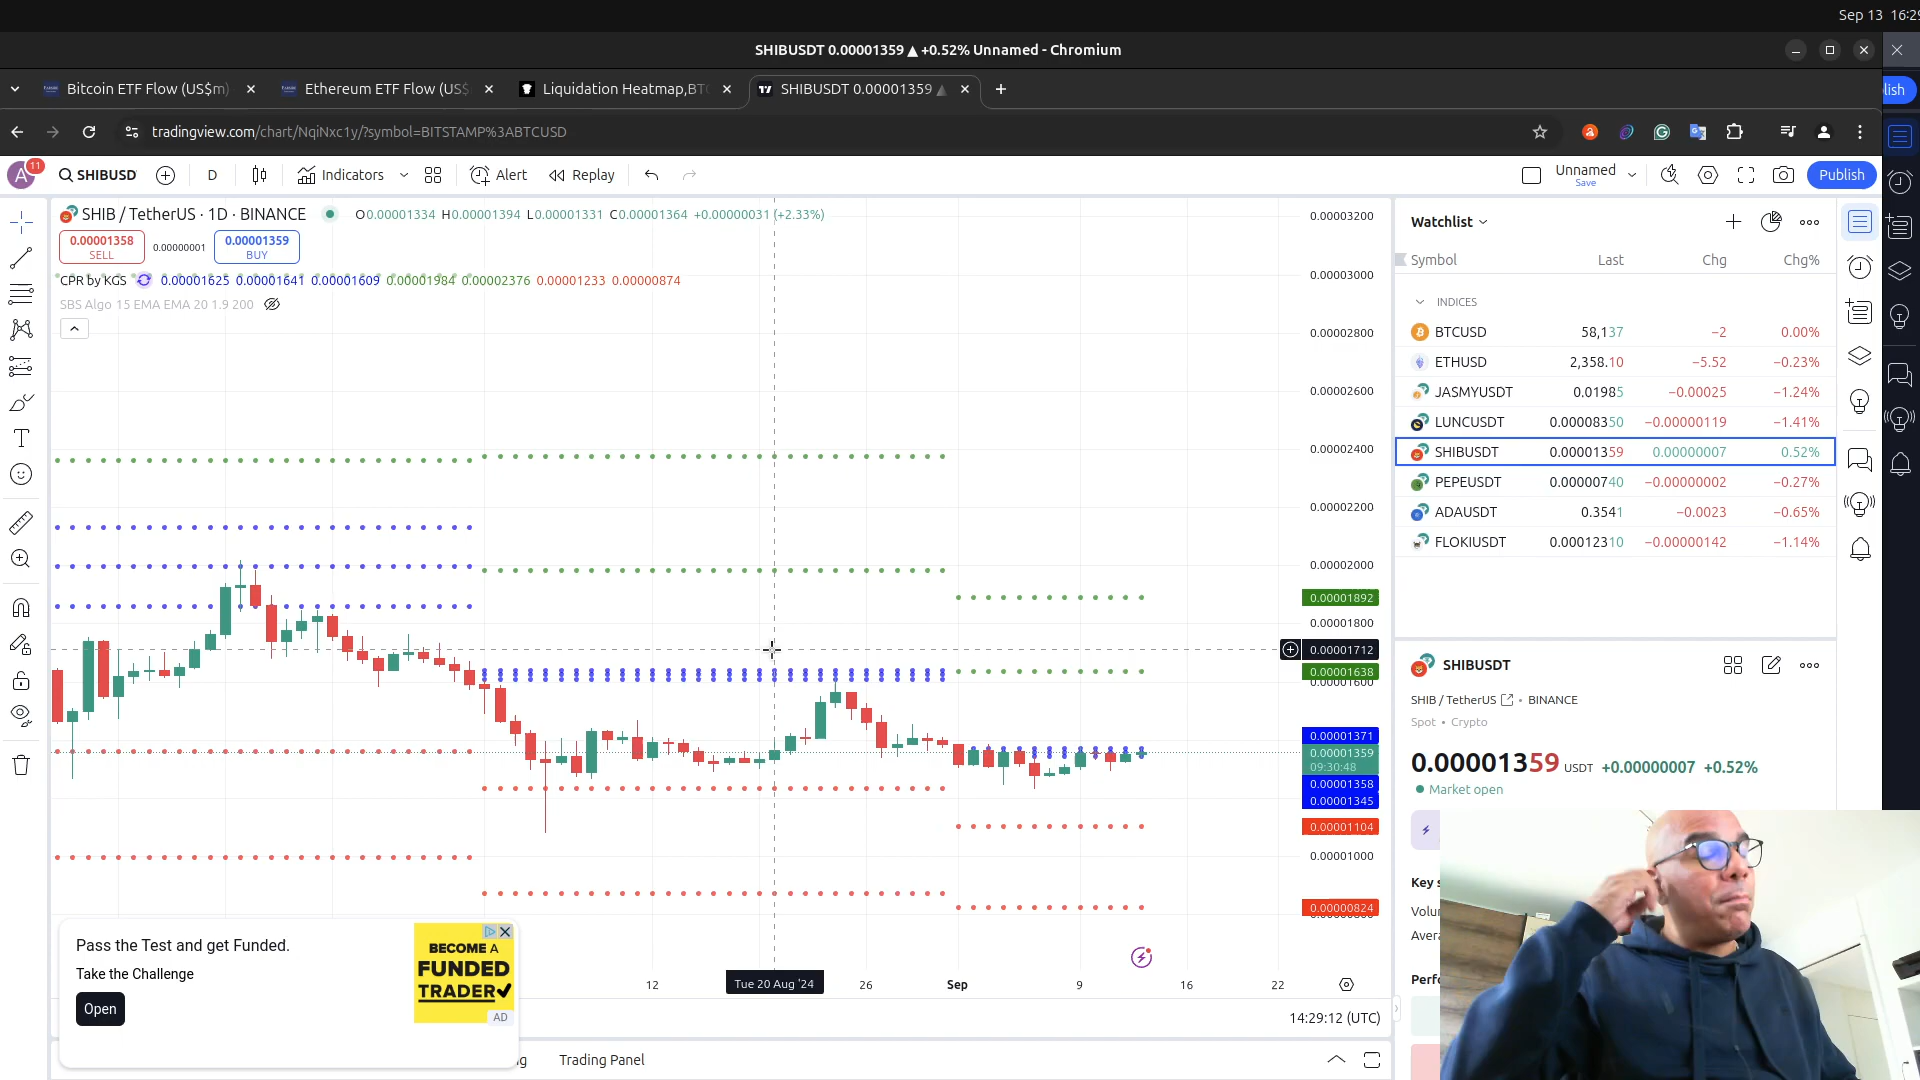 Sep 13 16:29
SHIBUSDT 0.00001359 ▲ +0.52% Unnamed - Chromium
Bitcoin ETF Flow (US$m)
Ethereum ETF Flow (US$
Liquidation Heatmap,BT
SHIBUSDT 0.00001359
lish
tradingview.com/chart/NqiNxc1y/?symbol=BITSTAMP%3ABTCUSD
A 11
SHIBUSD
D
Indicators
Alert
Replay
Unnamed
Save
Publish
SHIB / TetherUS · 1D · BINANCE
O0.00001334 H0.00001394 L0.00001331 C0.00001364 +0.00000031 (+2.33%)
0.00001358
SELL
0.00000001
0.00001359
BUY
CPR by KGS 0.00001625 0.00001641 0.00001609 0.00001984 0.00002376 0.00001233 0.00000874
SBS Algo 15 EMA EMA 20 1.9 200
0.00003200
0.00003000
0.00002800
0.00002600
0.00002400
0.00002200
0.00002000
0.00001892
0.00001800
0.00001712
0.00001638
0.00001600
0.00001371
0.00001359
09:30:48
0.00001358
0.00001345
0.00001104
0.00001000
0.00000824
12
Tue 20 Aug '24
26
Sep
9
16
22
14:29:12 (UTC)
Trading Panel
Pass the Test and get Funded.
Take the Challenge
Open
BECOME A
FUNDED
TRADER
AD
Watchlist
Symbol Last Chg Chg%
INDICES
BTCUSD 58,137 −2 0.00%
ETHUSD 2,358.10 −5.52 −0.23%
JASMYUSDT 0.01985 −0.00025 −1.24%
LUNCUSDT 0.00008350 −0.00000119 −1.41%
SHIBUSDT 0.00001359 0.00000007 0.52%
PEPEUSDT 0.00000740 −0.00000002 −0.27%
ADAUSDT 0.3541 −0.0023 −0.65%
FLOKIUSDT 0.00012310 −0.00000142 −1.14%
SHIBUSDT
SHIB / TetherUS • BINANCE
Spot • Crypto
0.00001359 USDT +0.00000007 +0.52%
Market open
Key s
Volu
Avera
Perfo